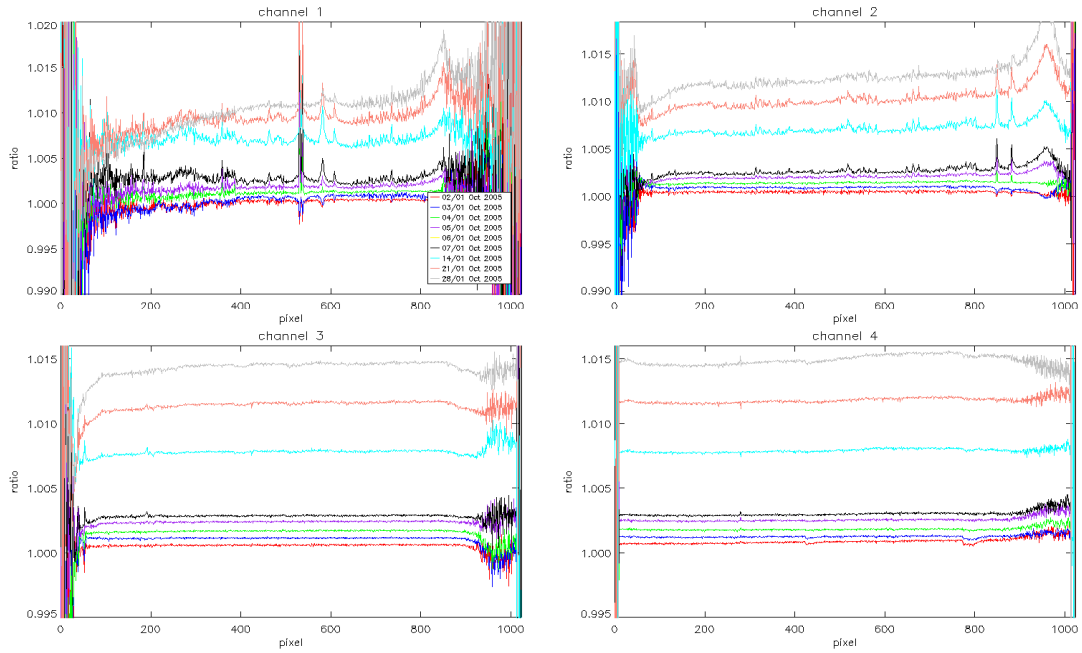 channel 1
1.020
1.015
1.010
1.005
1.000
0.995
0.990
ratio
02/01 Oct 2005
03/01 Oct 2005
04/01 Oct 2005
05/01 Oct 2005
06/01 Oct 2005
07/01 Oct 2005
14/01 Oct 2005
21/01 Oct 2005
28/01 Oct 2005
0 200 400 600 800 1000
pixel
channel 2
1.015
1.010
1.005
1.000
0.995
0.990
ratio
0 200 400 600 800 1000
pixel
channel 3
1.015
1.010
1.005
1.000
0.995
ratio
0 200 400 600 800 1000
pixel
channel 4
1.015
1.010
1.005
1.000
0.995
ratio
0 200 400 600 800 1000
pixel